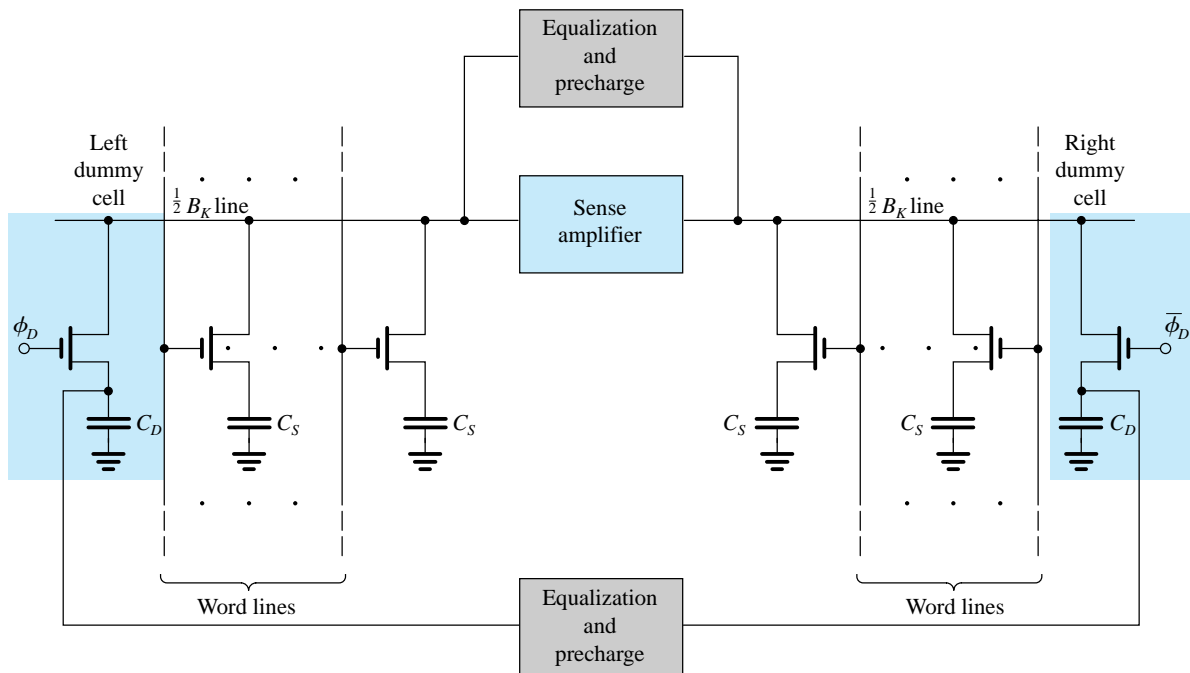 Equalization
and
precharge
Left
dummy
cell
Right
dummy
cell
½ B_K line
Sense
amplifier
½ B_K line
ϕ_D
ϕ̅_D
C_D
C_S
C_S
C_S
C_S
C_D
Word lines
Equalization
and
precharge
Word lines